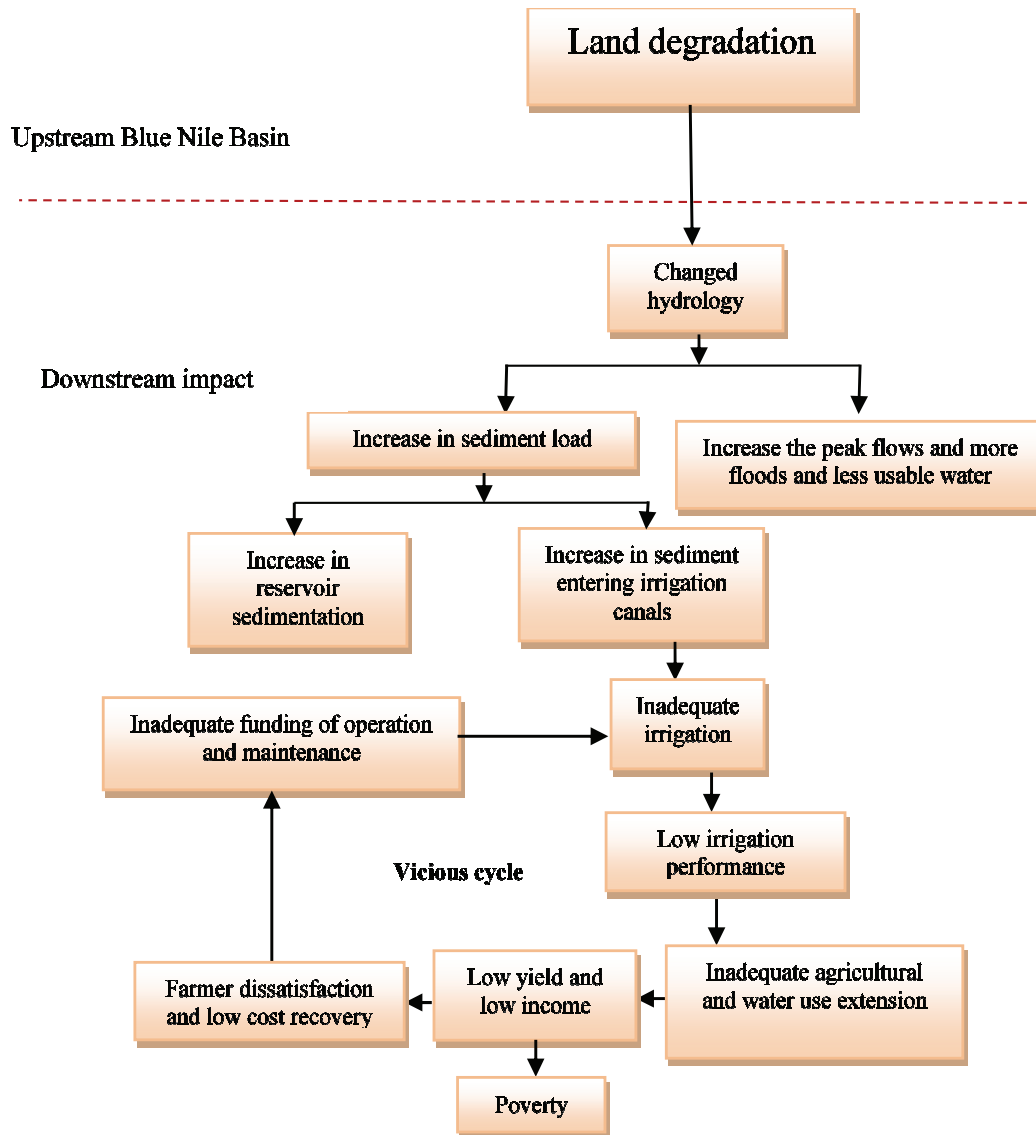 Land degradation
Upstream Blue Nile Basin
Changed
hydrology
Downstream impact
Increase in sediment load
Increase the peak flows and more
floods and less usable water
Increase in
reservoir
sedimentation
Increase in sediment
entering irrigation
canals
Inadequate funding of operation
and maintenance
Inadequate
irrigation
Low irrigation
performance
Vicious cycle
Farmer dissatisfaction
and low cost recovery
Low yield and
low income
Inadequate agricultural
and water use extension
Poverty